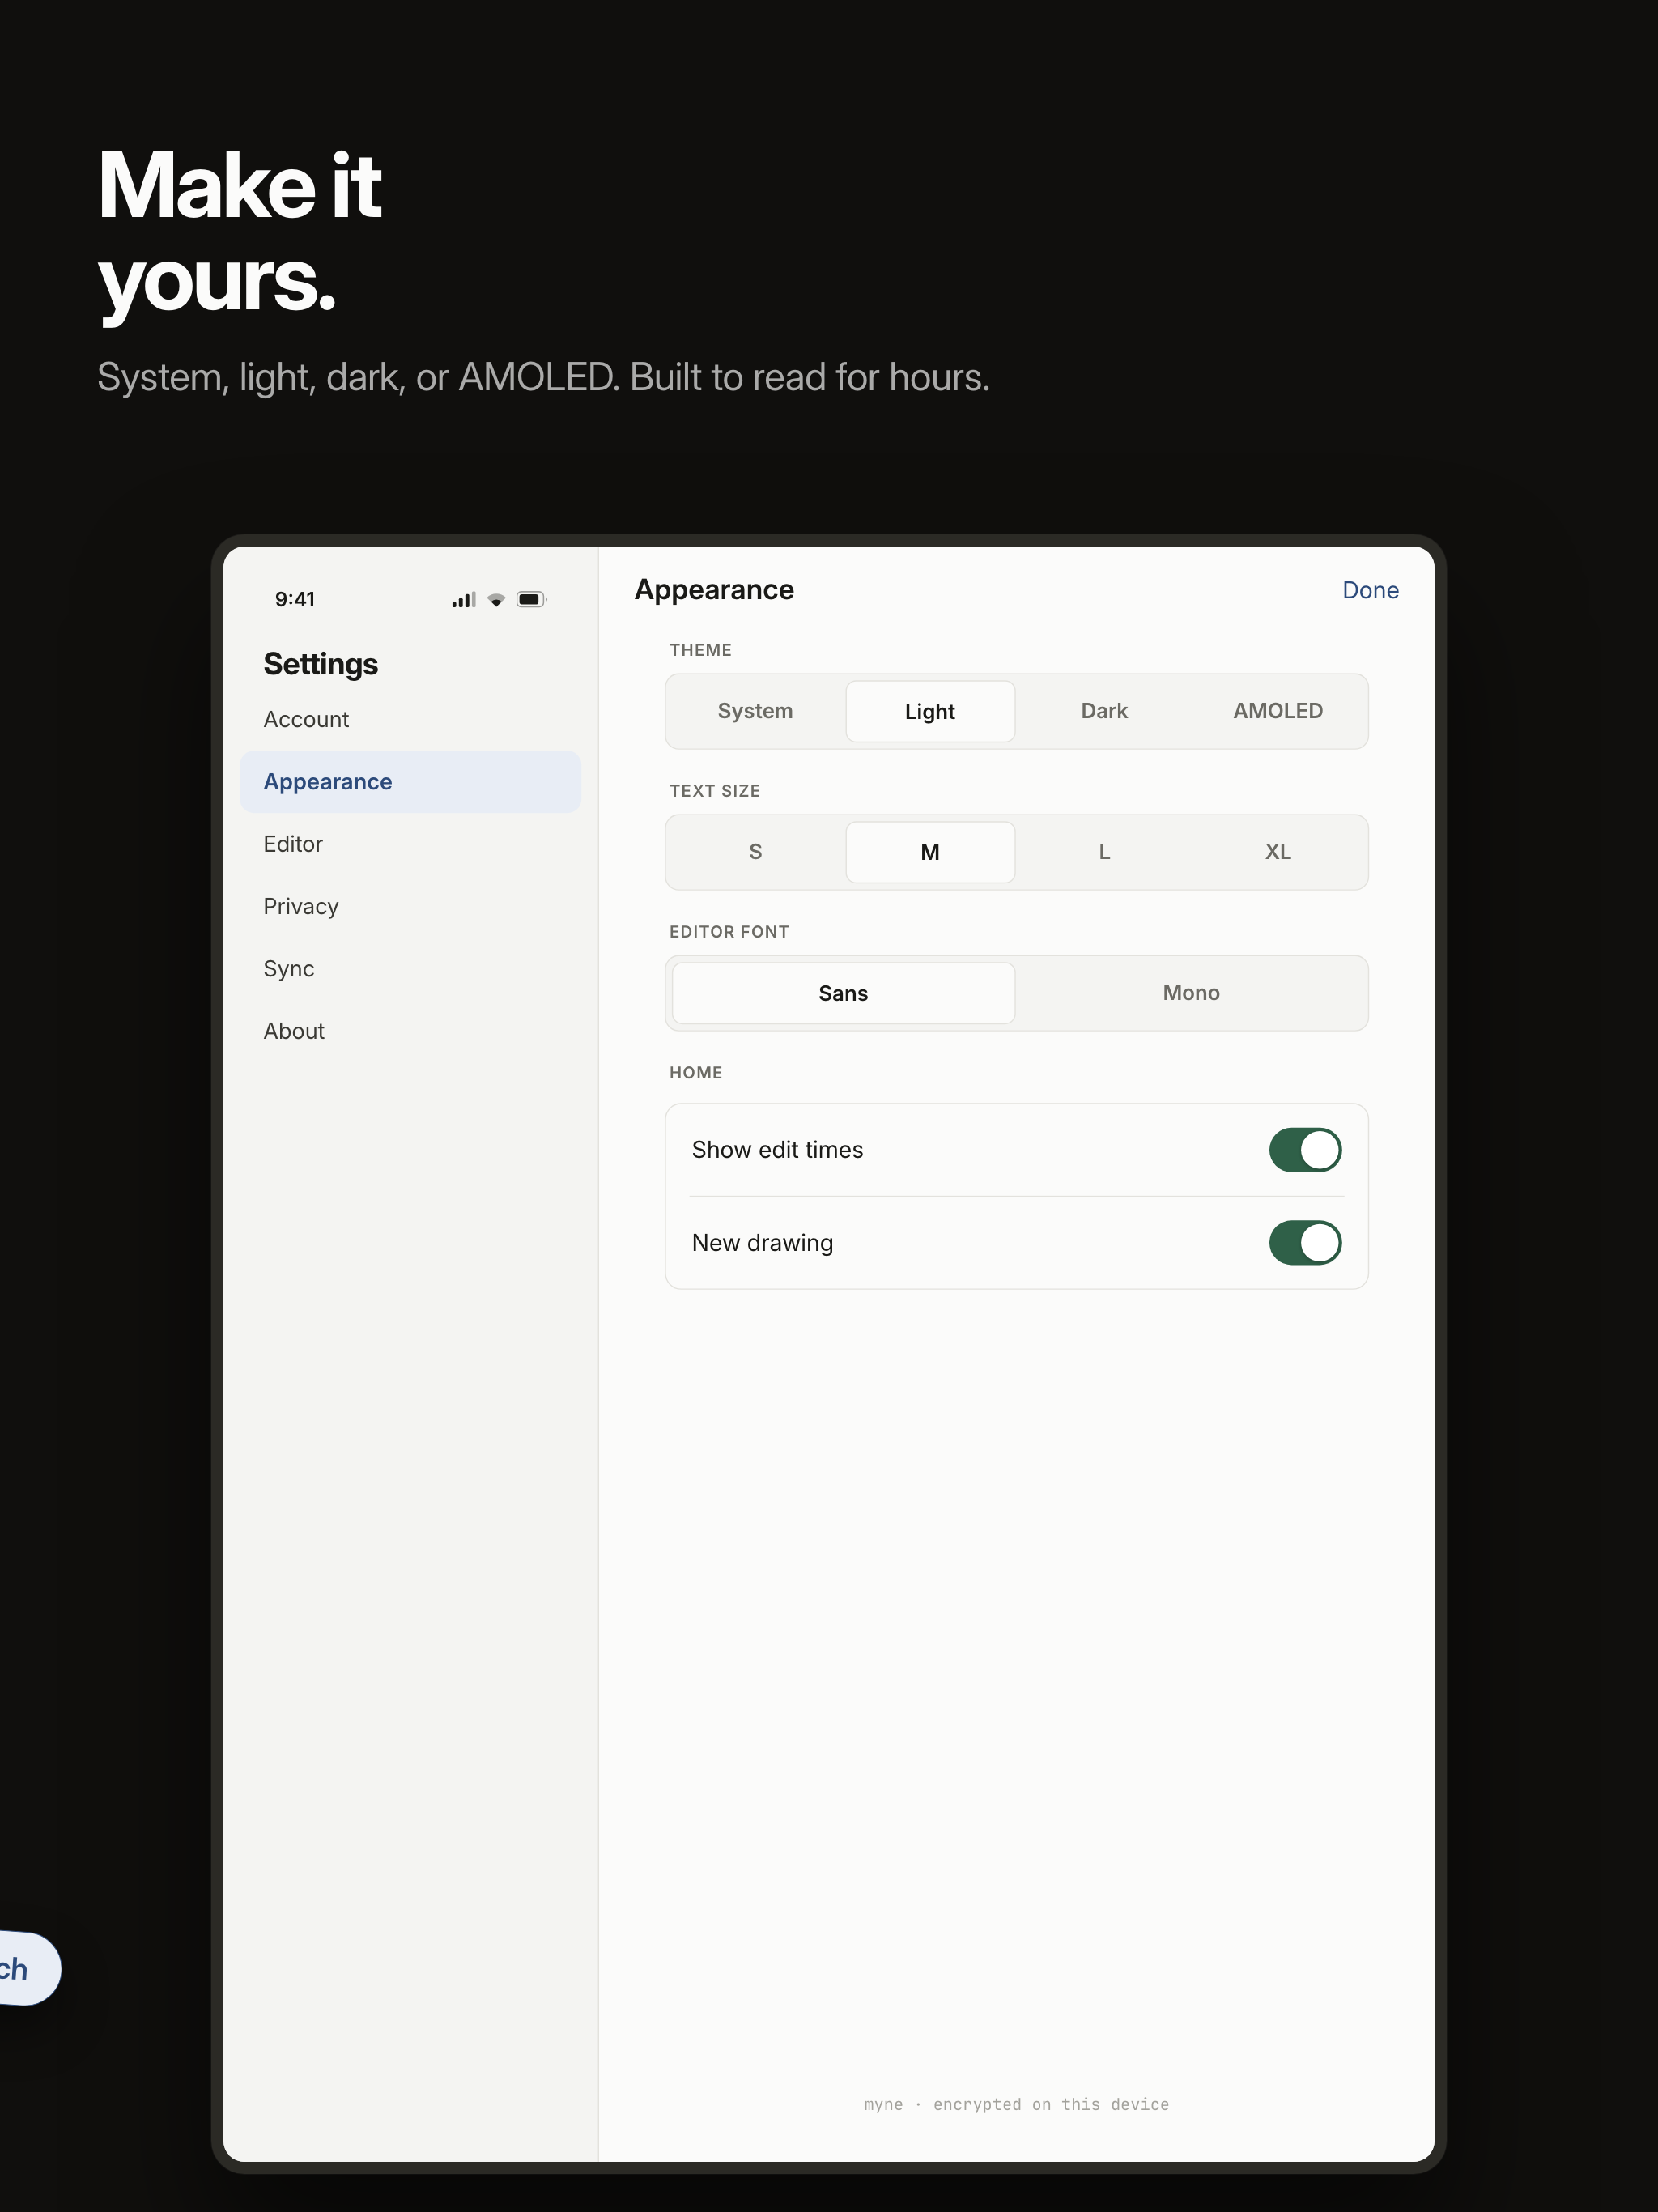 Make it
yours.
System, light, dark, or AMOLED. Built to read for hours.
9:41
Settings
Account
Appearance
Editor
Privacy
Sync
About
Appearance
Done
THEME
System
Light
Dark
AMOLED
TEXT SIZE
S
M
L
XL
EDITOR FONT
Sans
Mono
HOME
Show edit times
New drawing
ch
myne · encrypted on this device